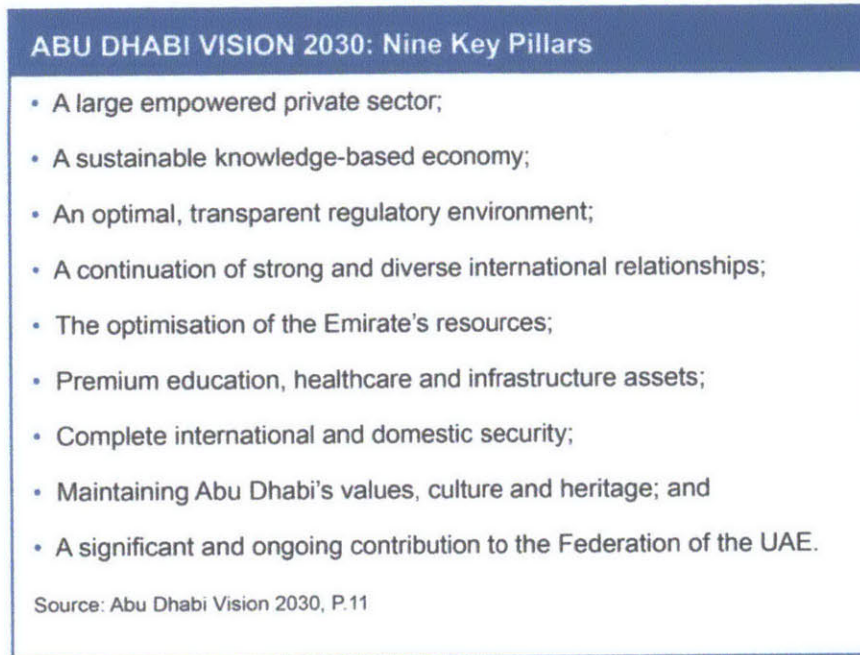 ABU DHABI VISION 2030: Nine Key Pillars
• A large empowered private sector;
• A sustainable knowledge-based economy;
• An optimal, transparent regulatory environment;
• A continuation of strong and diverse international relationships;
• The optimisation of the Emirate's resources;
• Premium education, healthcare and infrastructure assets;
• Complete international and domestic security;
• Maintaining Abu Dhabi's values, culture and heritage; and
• A significant and ongoing contribution to the Federation of the UAE.
Source: Abu Dhabi Vision 2030, P.11